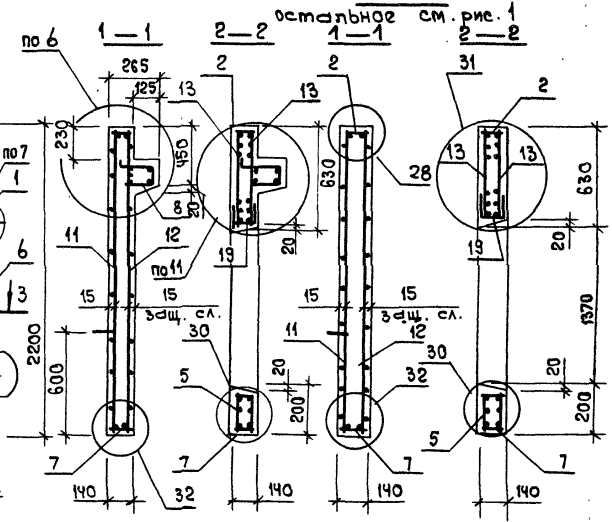 остальное см. рис. 1
1—1 2—2 1—1 2—2
по 6 265 2 2 31 2
125 13 13
230 450 630 13 13 630
по 7 28
1 8 20
11 12 20 19 20
6 по 11 19
3 15 15 15 15
защ. сл. защ. сл.
2200 30 11 12 1370
600 20 30 20
5 32 200 200
5
7 7 7 7
140 32 140 140 140